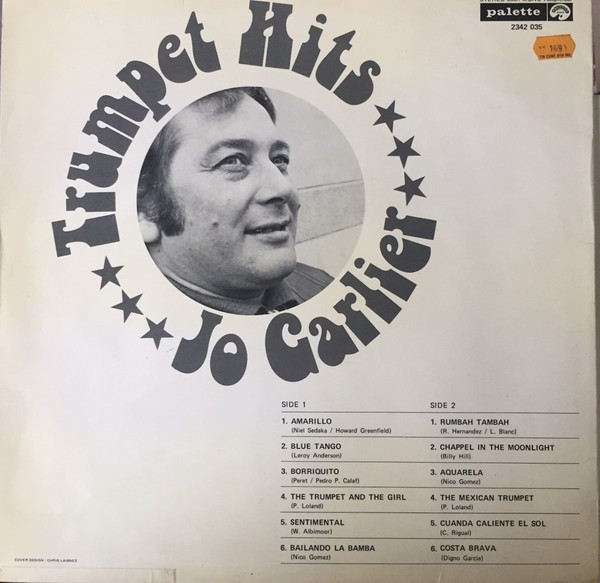 palette
2342 035
Trumpet Hits
Jo Carlier
SIDE 1
1. AMARILLO
(Niel Sedaka / Howard Greenfield)
2. BLUE TANGO
(Leroy Anderson)
3. BORRIQUITO
(Peret / Pedro P. Calaf)
4. THE TRUMPET AND THE GIRL
(P. Loland)
5. SENTIMENTAL
(W. Albimoor)
6. BAILANDO LA BAMBA
(Nico Gomez)
SIDE 2
1. RUMBAH TAMBAH
(R. Hernandez / L. Blanc)
2. CHAPPEL IN THE MOONLIGHT
(Billy Hill)
3. AQUARELA
(Nico Gomez)
4. THE MEXICAN TRUMPET
(P. Loland)
5. CUANDA CALIENTE EL SOL
(C. Rigual)
6. COSTA BRAVA
(Digno Garcia)
COVER DESIGN : CHRIS